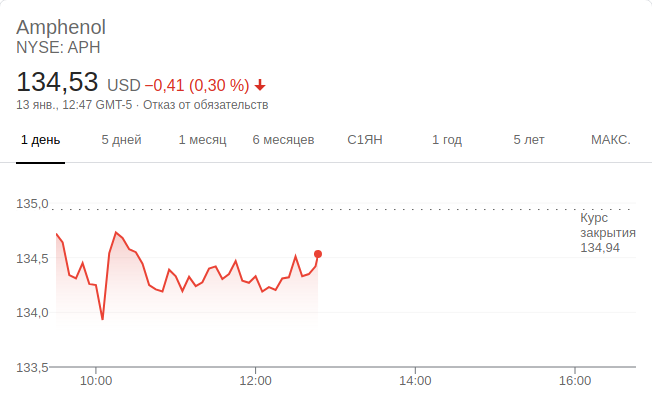 Amphenol
NYSE: APH
134,53 USD −0,41 (0,30 %)
13 янв., 12:47 GMT-5 · Отказ от обязательств
1 день 5 дней 1 месяц 6 месяцев С1ЯН 1 год 5 лет МАКС.
135,0
Курс
закрытия
134,94
134,5
134,0
133,5
10:00 12:00 14:00 16:00